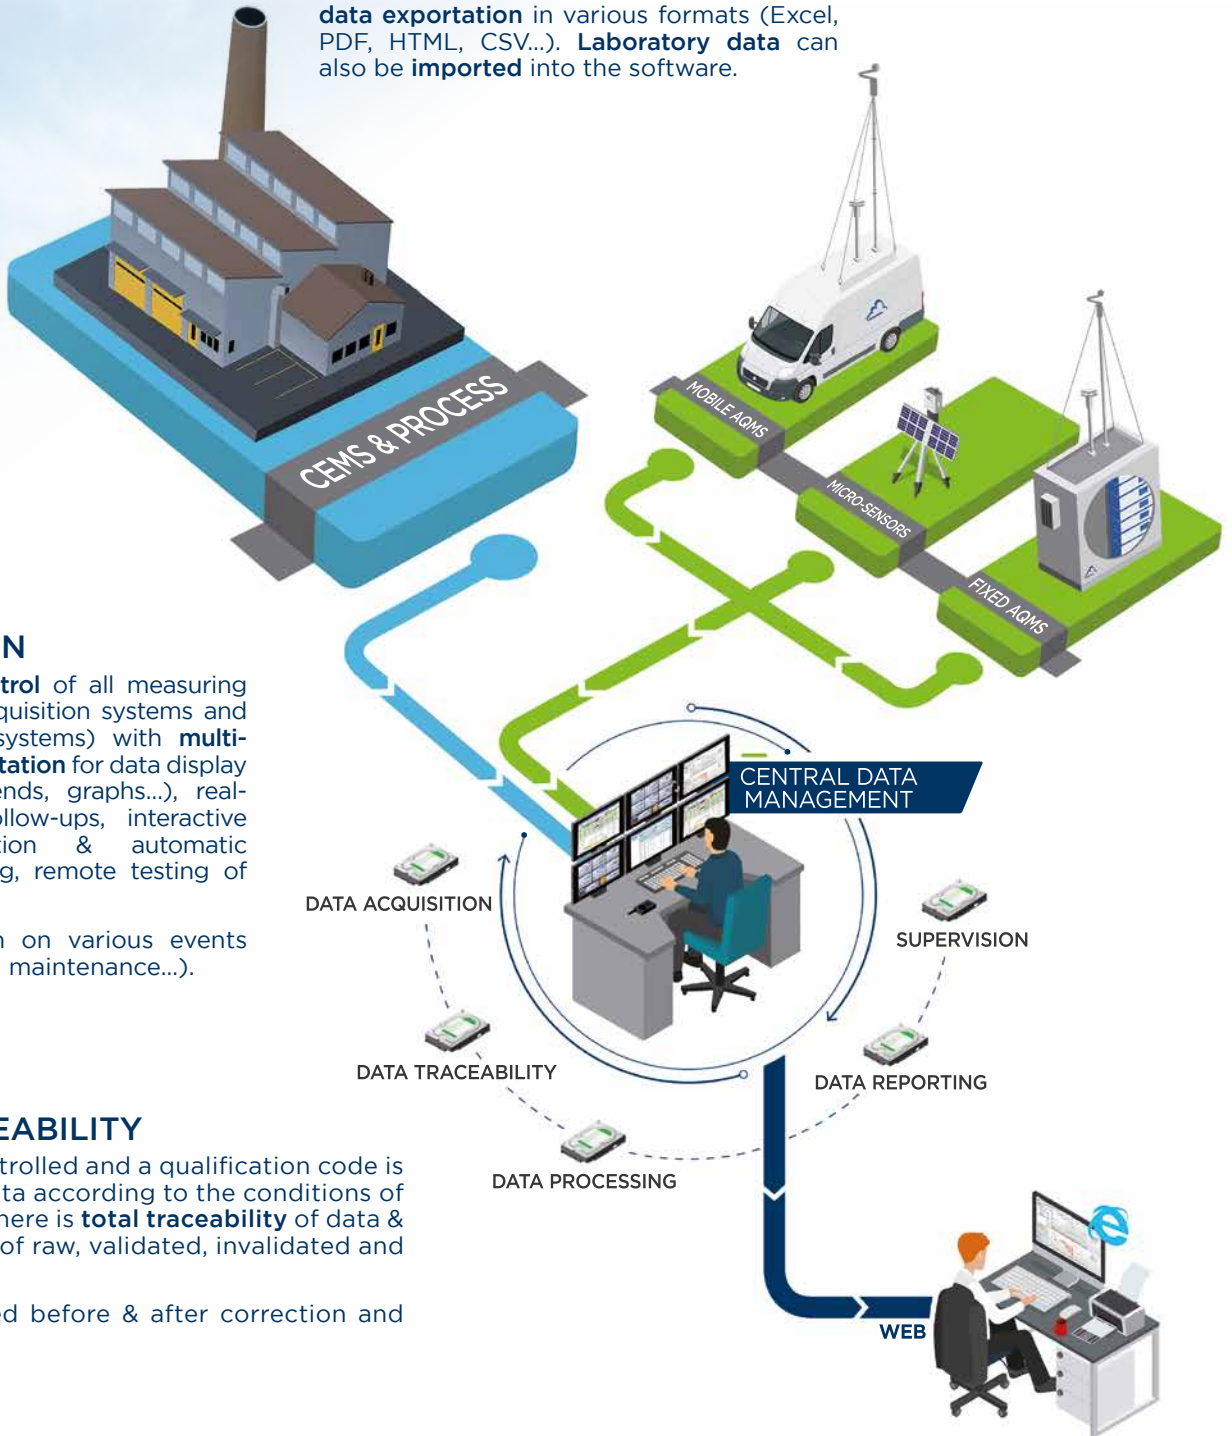 data exportation in various formats (Excel,
PDF, HTML, CSV...). Laboratory data can
also be imported into the software.
CEMS & PROCESS
MOBILE AQMS
MICRO-SENSORS
FIXED AQMS
N
trol of all measuring
quisition systems and
systems) with multi-
tation for data display
ends, graphs...), real-
ollow-ups, interactive
tion & automatic
g, remote testing of
n on various events
maintenance...).
CENTRAL DATA
MANAGEMENT
DATA ACQUISITION
SUPERVISION
DATA TRACEABILITY
DATA REPORTING
DATA PROCESSING
EABILITY
trolled and a qualification code is
ta according to the conditions of
here is total traceability of data &
of raw, validated, invalidated and
ed before & after correction and
WEB